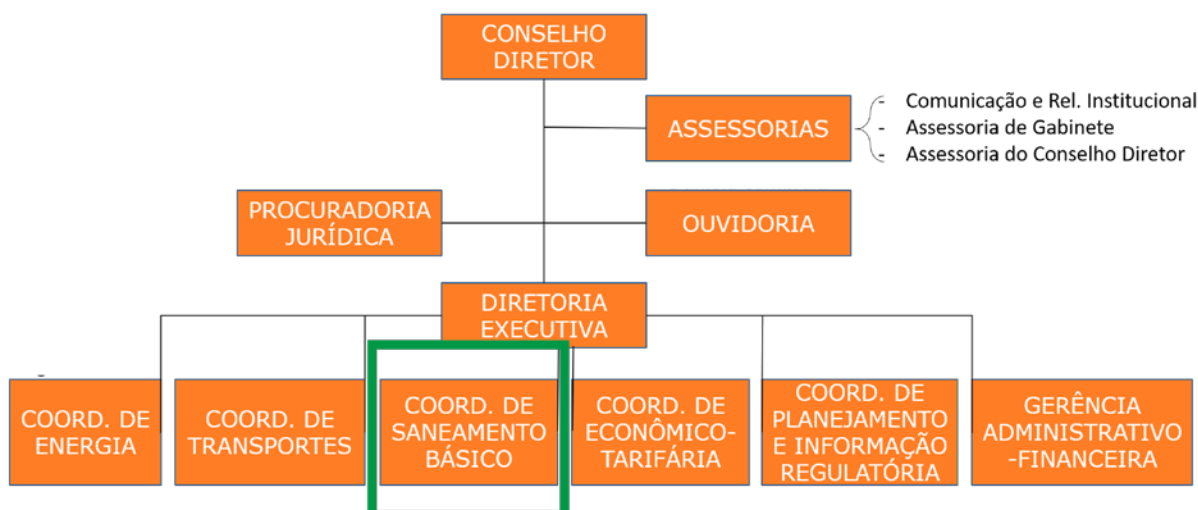 CONSELHO
DIRETOR
ASSESSORIAS
- Comunicação e Rel. Institucional
- Assessoria de Gabinete
- Assessoria do Conselho Diretor
PROCURADORIA
JURÍDICA
OUVIDORIA
DIRETORIA
EXECUTIVA
-
COORD. DE
ENERGIA
COORD. DE
TRANSPORTES
COORD. DE
SANEAMENTO
BÁSICO
COORD. DE
ECONÔMICO-
TARIFÁRIA
COORD. DE
PLANEJAMENTO
E INFORMAÇÃO
REGULATÓRIA
GERÊNCIA
ADMINISTRATIVO
-FINANCEIRA